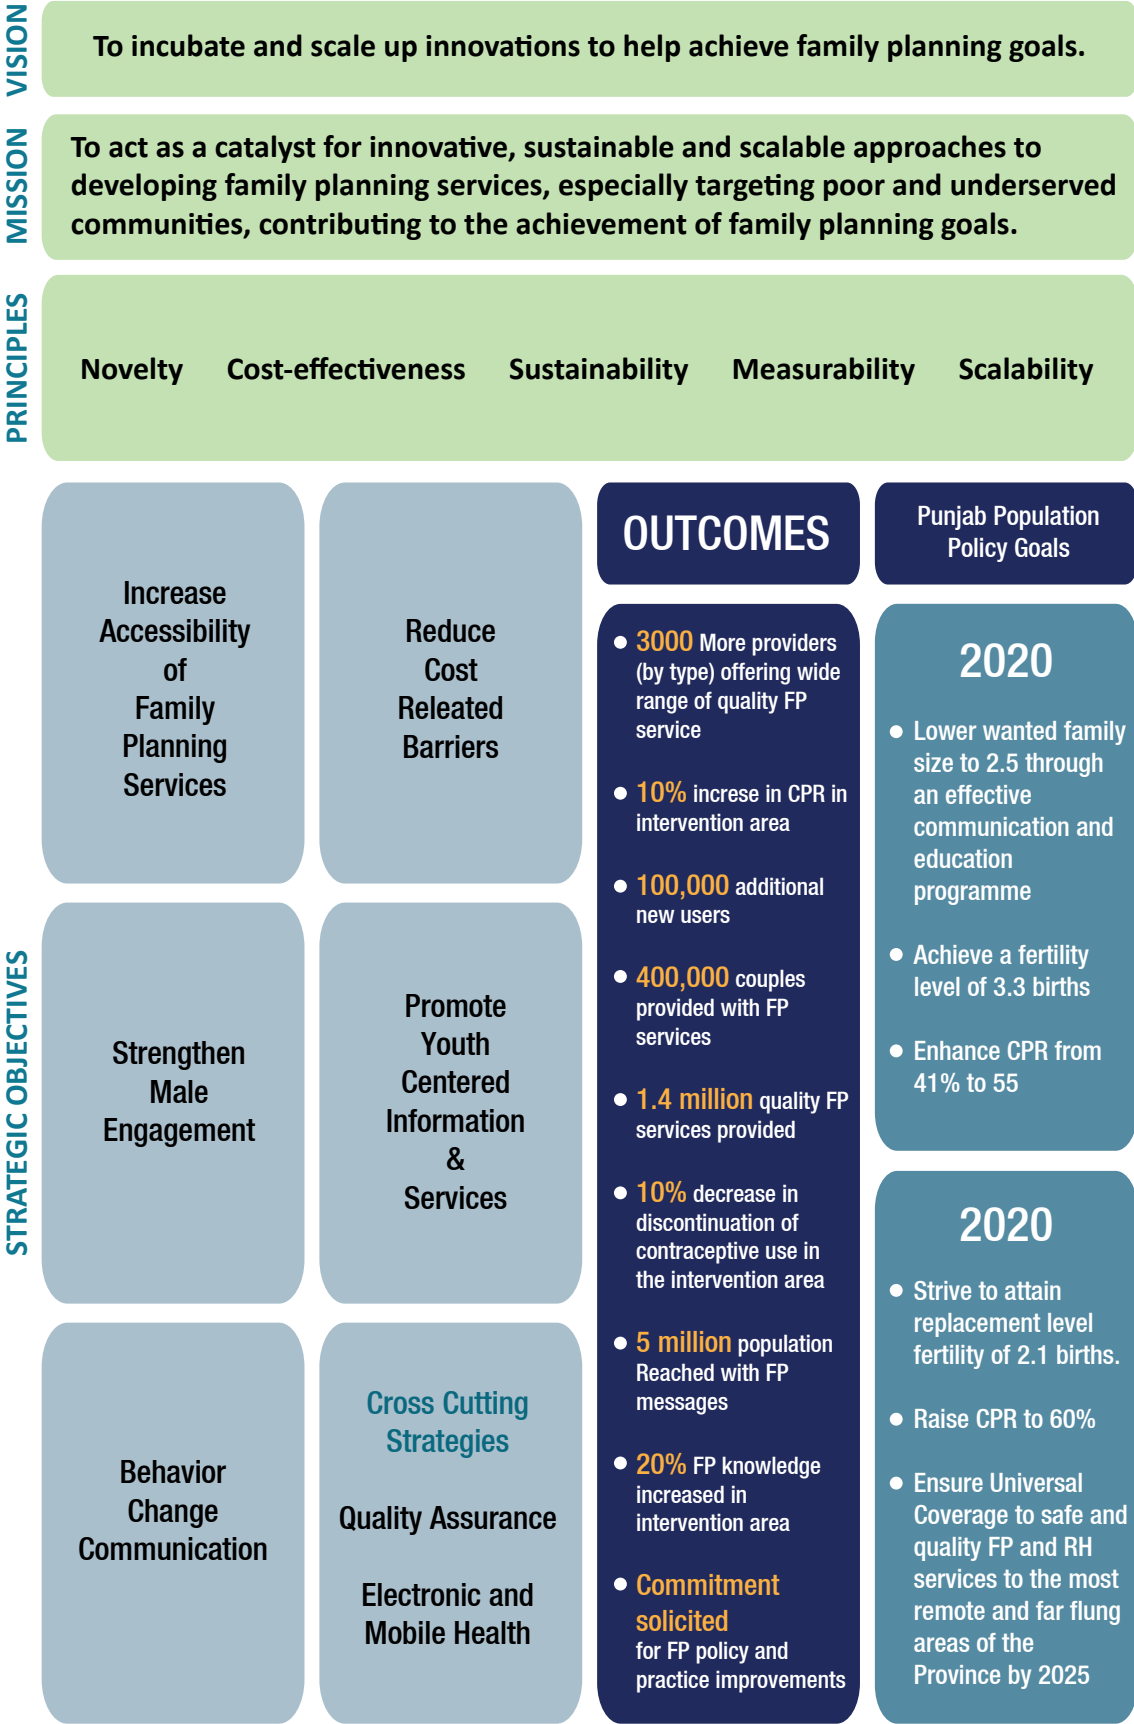 VISION
To incubate and scale up innovations to help achieve family planning goals.
MISSION
To act as a catalyst for innovative, sustainable and scalable approaches to
developing family planning services, especially targeting poor and underserved
communities, contributing to the achievement of family planning goals.
PRINCIPLES
Novelty Cost-effectiveness Sustainability Measurability Scalability
STRATEGIC OBJECTIVES
Increase
Accessibility
of
Family
Planning
Services
Reduce
Cost
Releated
Barriers
Strengthen
Male
Engagement
Promote
Youth
Centered
Information
&
Services
Behavior
Change
Communication
Cross Cutting
Strategies
Quality Assurance
Electronic and
Mobile Health
OUTCOMES
• 3000 More providers
(by type) offering wide
range of quality FP
service
• 10% increse in CPR in
intervention area
• 100,000 additional
new users
• 400,000 couples
provided with FP
services
• 1.4 million quality FP
services provided
• 10% decrease in
discontinuation of
contraceptive use in
the intervention area
• 5 million population
Reached with FP
messages
• 20% FP knowledge
increased in
intervention area
• Commitment
solicited
for FP policy and
practice improvements
Punjab Population
Policy Goals
2020
• Lower wanted family
size to 2.5 through
an effective
communication and
education
programme
• Achieve a fertility
level of 3.3 births
• Enhance CPR from
41% to 55
2020
• Strive to attain
replacement level
fertility of 2.1 births.
• Raise CPR to 60%
• Ensure Universal
Coverage to safe and
quality FP and RH
services to the most
remote and far flung
areas of the
Province by 2025